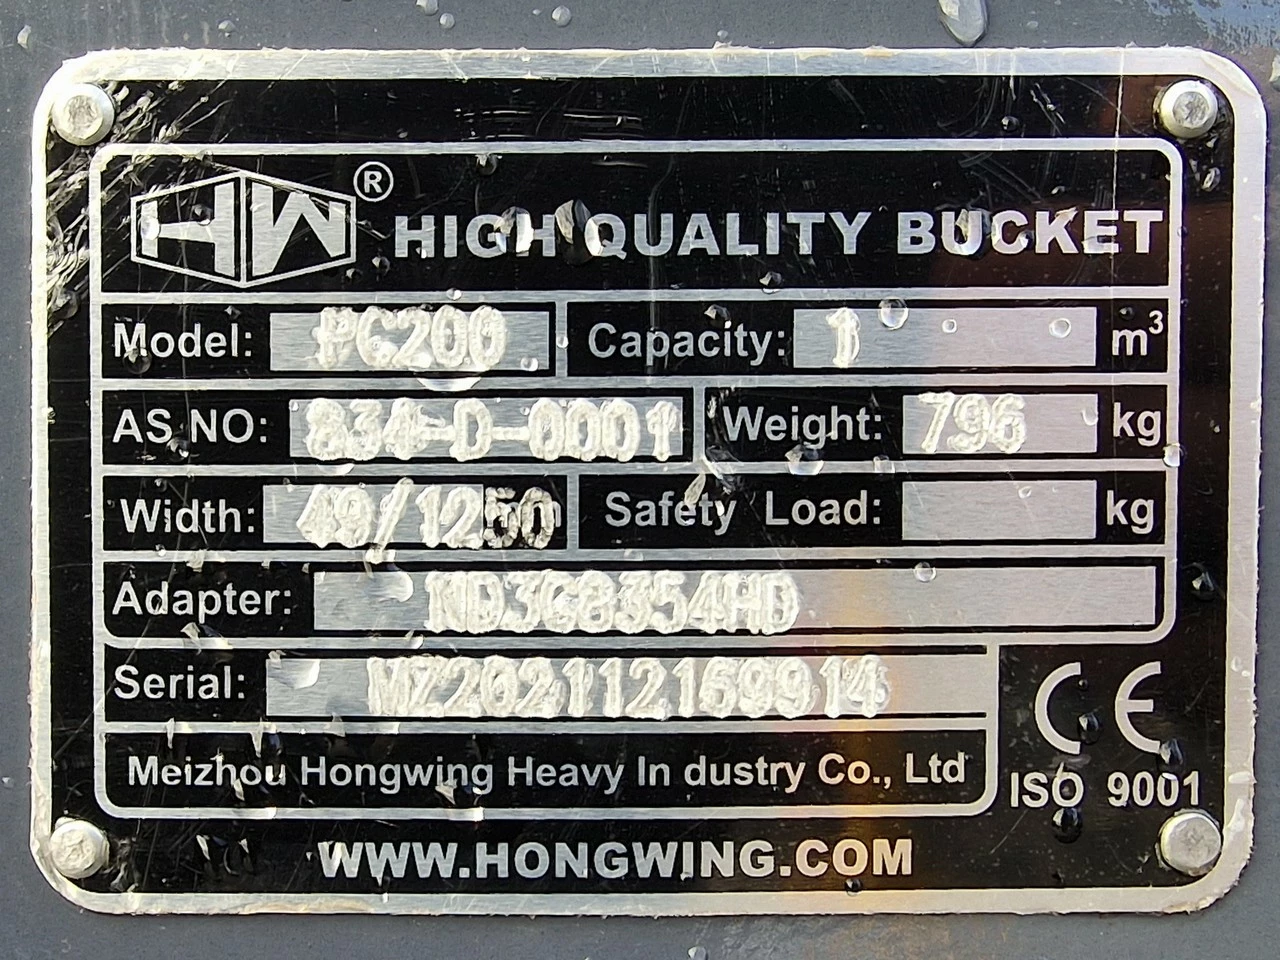 HW® HIGH QUALITY BUCKET
Model: PC200 Capacity: 1 m³
AS NO: 834-D-0001 Weight: 796 kg
Width: 49/1250 Safety Load: kg
Adapter: ND3G8354HD
Serial: MZ202112169914
Meizhou Hongwing Heavy In dustry Co., Ltd
CE
ISO 9001
WWW.HONGWING.COM